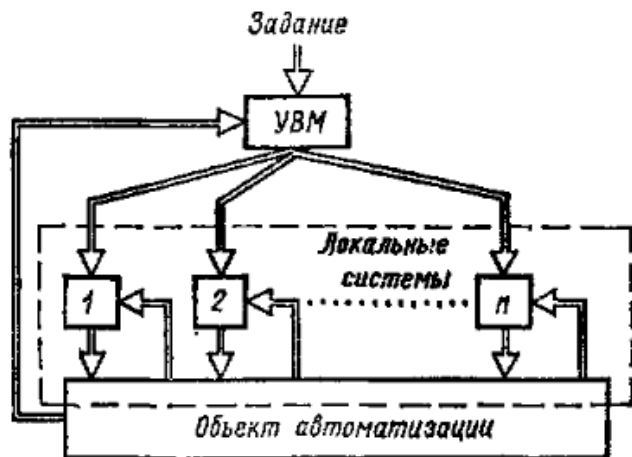 Задание
УВМ
Локальные
системы
1
2
п
Объект автоматизации